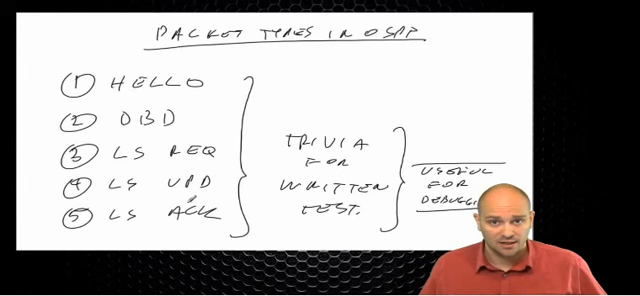 PACKET TYPES IN OSPF
1 HELLO
2 DBD
3 LS REQ
4 LS UPD
5 LS ACK
TRIVIA
FOR
WRITTEN
TEST.
USEFUL
FOR